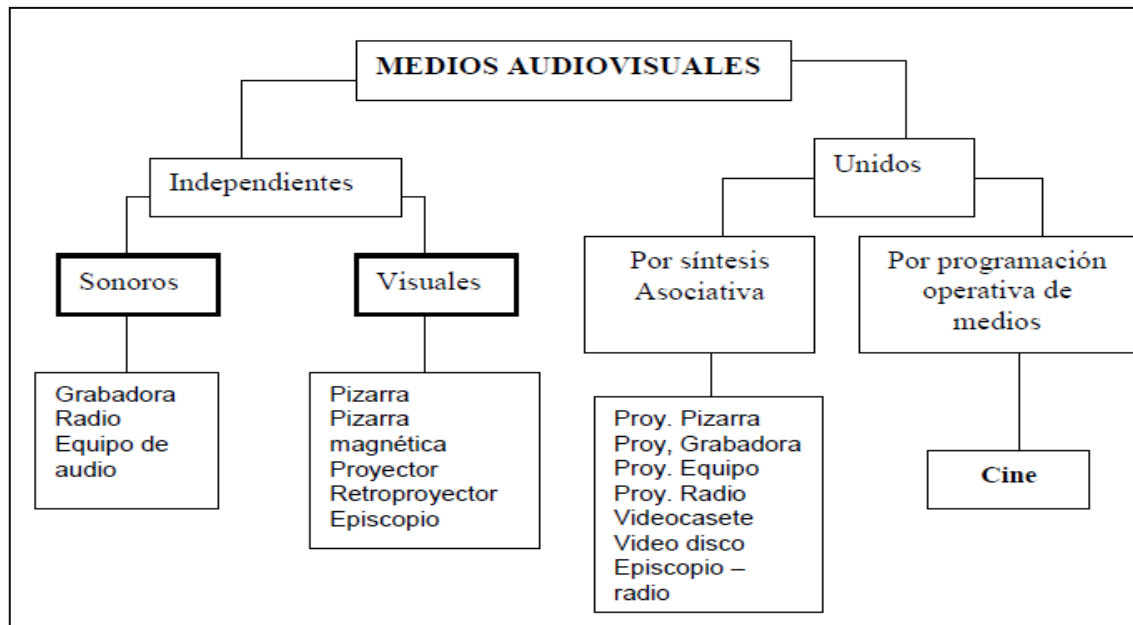 MEDIOS AUDIOVISUALES
Independientes
Unidos
Sonoros
Visuales
Por síntesis
Asociativa
Por programación
operativa de
medios
Grabadora
Radio
Equipo de
audio
Pizarra
Pizarra
magnética
Proyector
Retroproyector
Episcopio
Proy. Pizarra
Proy, Grabadora
Proy. Equipo
Proy. Radio
Videocasete
Video disco
Episcopio –
radio
Cine